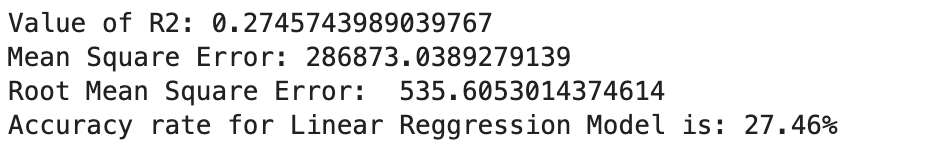 Value of R2: 0.2745743989039767
Mean Square Error: 286873.0389279139
Root Mean Square Error:  535.6053014374614
Accuracy rate for Linear Reggression Model is: 27.46%